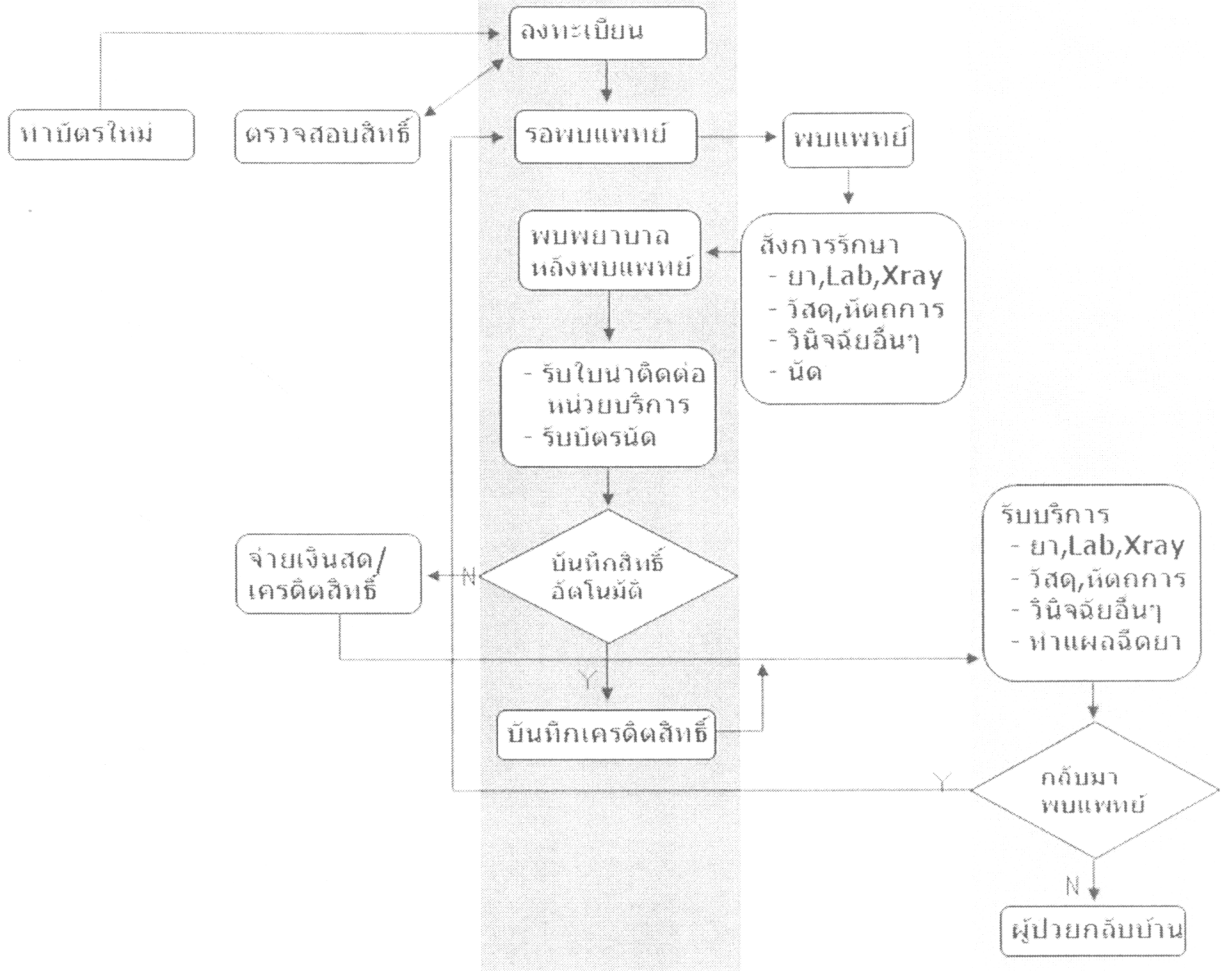 ลงทะเบียน
ทำบัตรใหม่
ตรวจสอบสิทธิ์
รอพบแพทย์
พบแพทย์
พบพยาบาล
หลังพบแพทย์
สั่งการรักษา
- ยา,Lab,Xray
- วัสดุ,หัตถการ
- วินิจฉัยอื่นๆ
- นัด
- รับใบนำติดต่อ
หน่วยบริการ
- รับบัตรนัด
บันทึกสิทธิ์
อัตโนมัติ
N
จ่ายเงินสด/
เครดิตสิทธิ์
Y
บันทึกเครดิตสิทธิ์
รับบริการ
- ยา,Lab,Xray
- วัสดุ,หัตถการ
- วินิจฉัยอื่นๆ
- ทำแผลฉีดยา
กลับมา
พบแพทย์
Y
N
ผู้ป่วยกลับบ้าน